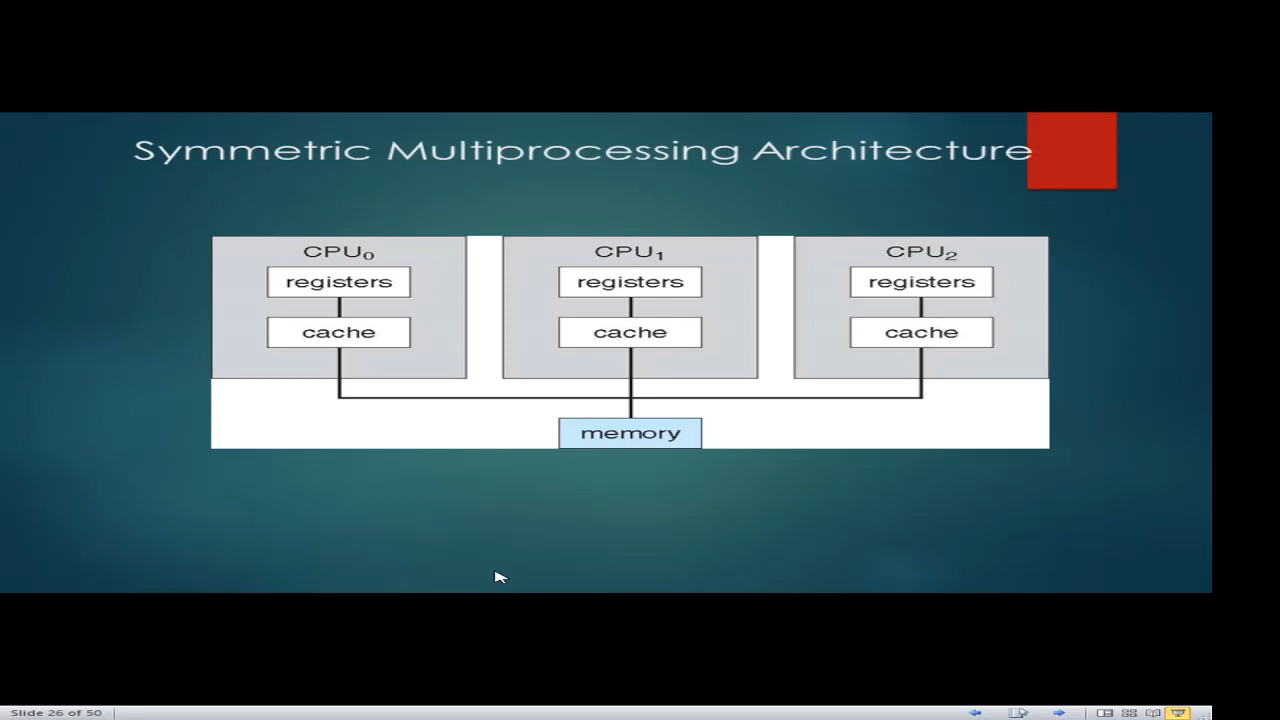 Symmetric Multiprocessing Architecture
CPU₀ CPU₁ CPU₂
registers registers registers
cache cache cache
memory
Slide 26 of 50